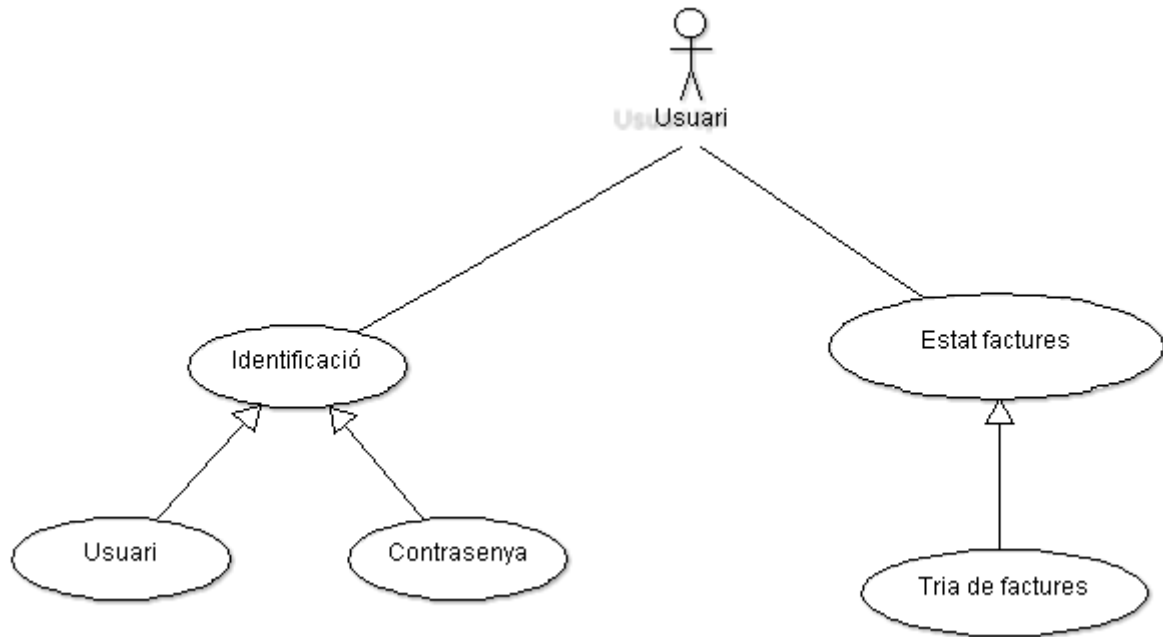 Usuari
Identificació
Estat factures
Usuari
Contrasenya
Tria de factures